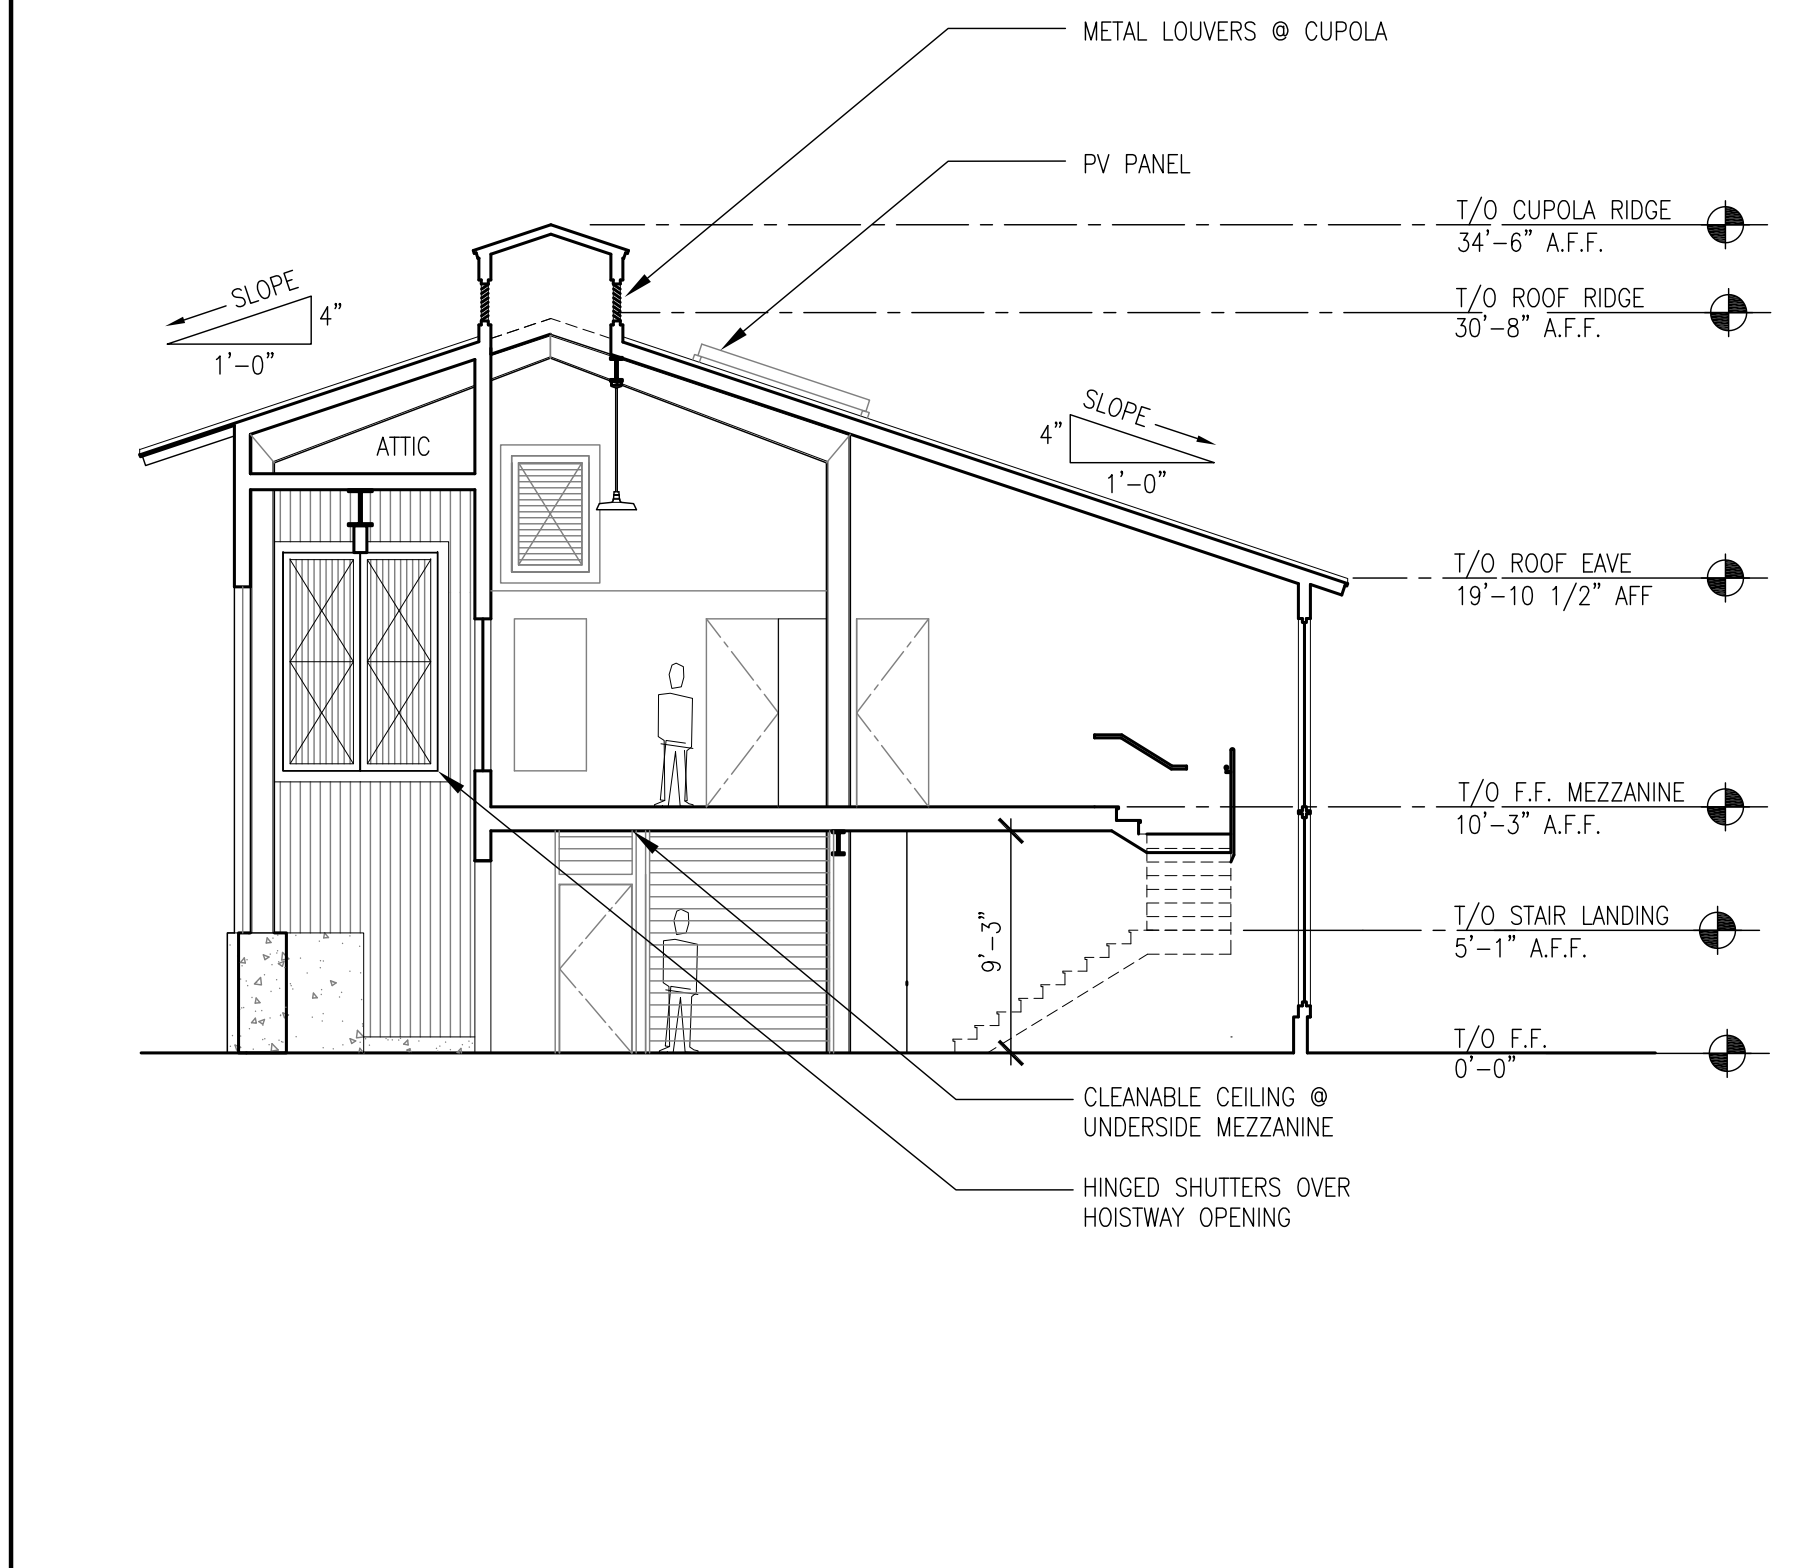 METAL LOUVERS @ CUPOLA
PV PANEL
T/O CUPOLA RIDGE
34'-6" A.F.F.
T/O ROOF RIDGE
30'-8" A.F.F.
SLOPE
4"
1'-0"
SLOPE
4"
1'-0"
ATTIC
T/O ROOF EAVE
19'-10 1/2" AFF
T/O F.F. MEZZANINE
10'-3" A.F.F.
T/O STAIR LANDING
5'-1" A.F.F.
9'-3"
T/O F.F.
0'-0"
CLEANABLE CEILING @
UNDERSIDE MEZZANINE
HINGED SHUTTERS OVER
HOISTWAY OPENING